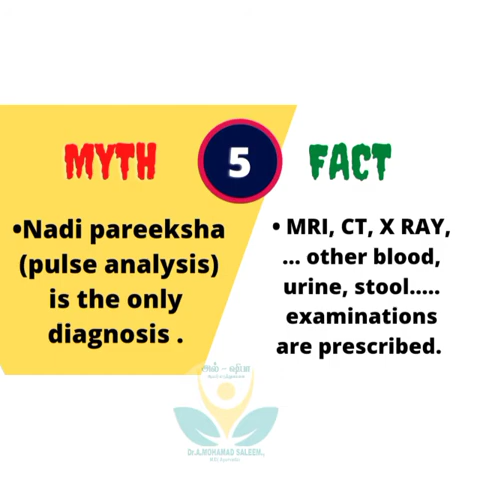 MYTH
5
FACT
•Nadi pareeksha
(pulse analysis)
is the only
diagnosis .
• MRI, CT, X RAY,
... other blood,
urine, stool.....
examinations
are prescribed.
Dr.A.MOHAMAD SALEEM.,